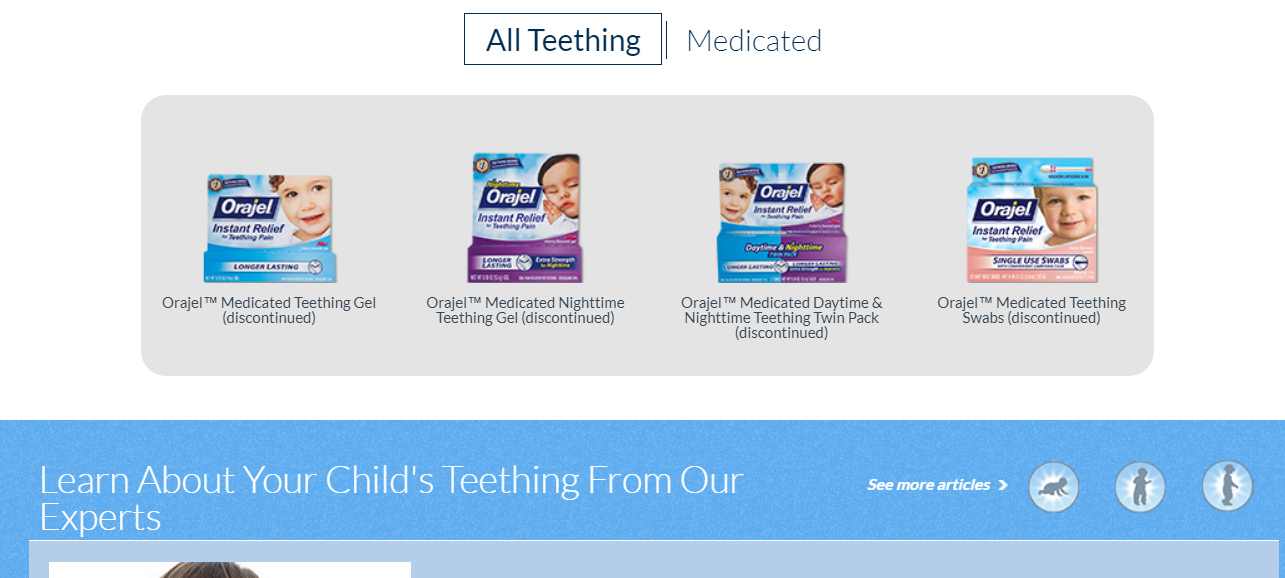 All Teething
Medicated
Orajel
Instant Relief
for Teething Pain
LONGER LASTING
Nighttime
Orajel
Instant Relief
for Teething Pain
LONGER
LASTING
Extra Strength
for Nighttime
Orajel
Instant Relief
for Teething Pain
Daytime & Nighttime
TWIN PACK
LONGER LASTING
Orajel
Instant Relief
for Teething Pain
SINGLE USE SWABS
Orajel™ Medicated Teething Gel
(discontinued)
Orajel™ Medicated Nighttime
Teething Gel (discontinued)
Orajel™ Medicated Daytime &
Nighttime Teething Twin Pack
(discontinued)
Orajel™ Medicated Teething
Swabs (discontinued)
Learn About Your Child's Teething From Our
Experts
See more articles